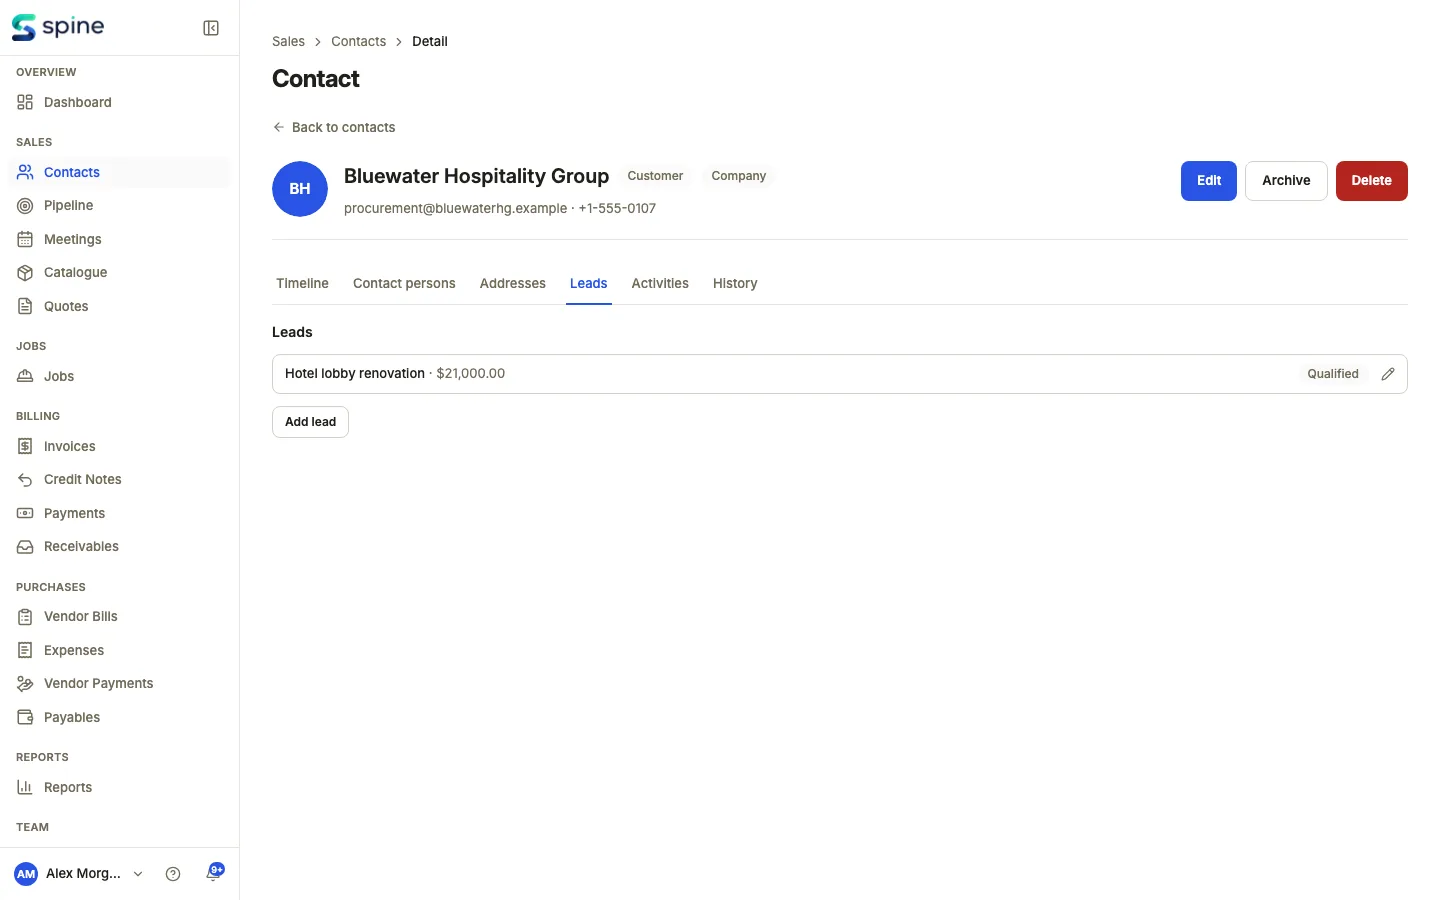 spine
OVERVIEW
Dashboard
SALES
Contacts
Pipeline
Meetings
Catalogue
Quotes
JOBS
Jobs
BILLING
Invoices
Credit Notes
Payments
Receivables
PURCHASES
Vendor Bills
Expenses
Vendor Payments
Payables
REPORTS
Reports
TEAM
AM Alex Morg... 9+
Sales > Contacts > Detail
Contact
← Back to contacts
BH
Bluewater Hospitality Group Customer Company
procurement@bluewaterhg.example · +1-555-0107
Edit Archive Delete
Timeline Contact persons Addresses Leads Activities History
Leads
Hotel lobby renovation · $21,000.00 Qualified
Add lead